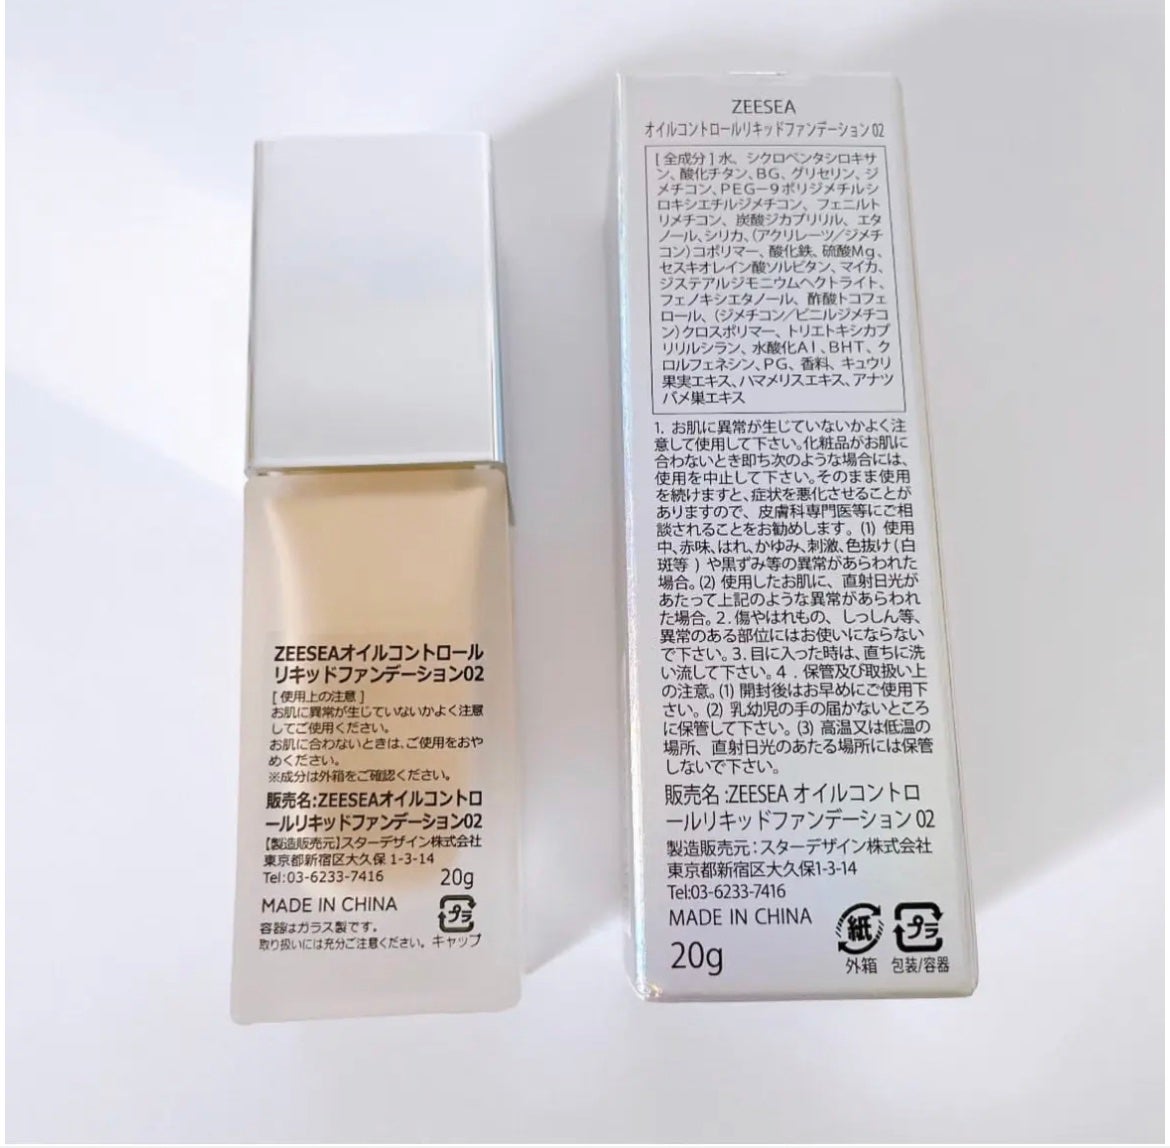 ZEESEAオイルコントロール
リキッドファンデーション02
[使用上の注意]
お肌に異常が生じていないかよく注意
してご使用ください。
お肌に合わないときは、ご使用をおや
めください。
※成分は外箱をご確認ください。
販売名:ZEESEAオイルコントロ
ールリキッドファンデーション02
【製造販売元】スターデザイン株式会社
東京都新宿区大久保 1-3-14
Tel:03-6233-7416
20g
MADE IN CHINA
プラ
容器はガラス製です。
取り扱いには充分ご注意ください。
キャップ
ZEESEA
オイルコントロールリキッドファンデーション 02
[全成分]水、シクロペンタシロキサ
ン、酸化チタン、BG、グリセリン、ジ
メチコン、PEG－9ポリジメチルシ
ロキシエチルジメチコン、フェニルト
リメチコン、炭酸ジカプリリル、エタ
ノール、シリカ、(アクリレーツ／ジメチ
コン)コポリマー、酸化鉄、硫酸Mg、
セスキオレイン酸ソルビタン、マイカ、
ジステアルジモニウムヘクトライト、
フェノキシエタノール、酢酸トコフェ
ロール、(ジメチコン／ビニルジメチコ
ン)クロスポリマー、トリエトキシカプ
リリルシラン、水酸化AI、BHT、ク
ロルフェネシン、PG、香料、キュウリ
果実エキス、ハマメリスエキス、アナツ
バメ巣エキス
1. お肌に異常が生じていないかよく注
意して使用して下さい。化粧品がお肌に
合わないとき即ち次のような場合には、
使用を中止して下さい。そのまま使用
を続けますと、症状を悪化させることが
ありますので、皮膚科専門医等にご相
談されることをお勧めします。(1) 使用
中、赤味、はれ、かゆみ、刺激、色抜け(白
斑等 ) や黒ずみ等の異常があらわれた
場合。(2) 使用したお肌に、直射日光が
あたって上記のような異常があらわれ
た場合。2. 傷やはれもの、しっしん等、
異常のある部位にはお使いにならない
で下さい。3. 目に入った時は、直ちに洗
い流して下さい。4 . 保管及び取扱い上
の注意。(1) 開封後はお早めにご使用下
さい。(2) 乳幼児の手の届かないところ
に保管して下さい。(3) 高温又は低温の
場所、直射日光のあたる場所には保管
しないで下さい。
販売名 :ZEESEA オイルコントロ
ールリキッドファンデーション 02
製造販売元：スターデザイン株式会社
東京都新宿区大久保1-3-14
Tel:03-6233-7416
MADE IN CHINA
20g
紙
外箱
プラ
包装/容器